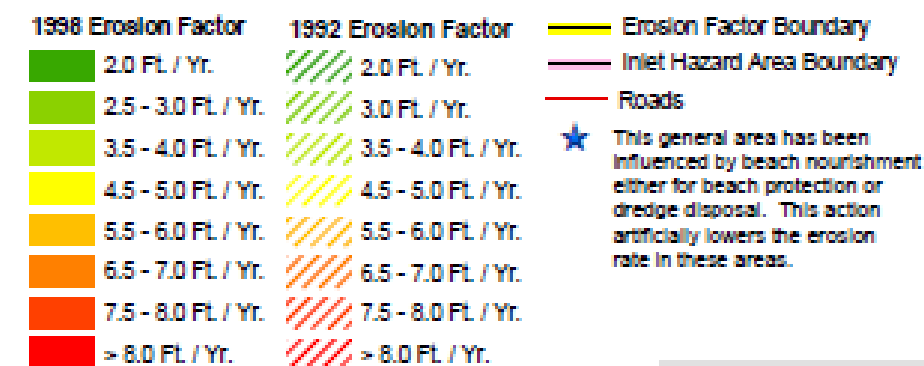 1998 Erosion Factor
2.0 Ft. / Yr.
2.5 - 3.0 Ft. / Yr.
3.5 - 4.0 Ft. / Yr.
4.5 - 5.0 Ft. / Yr.
5.5 - 6.0 Ft. / Yr.
6.5 - 7.0 Ft. / Yr.
7.5 - 8.0 Ft. / Yr.
> 8.0 Ft. / Yr.
1992 Erosion Factor
2.0 Ft. / Yr.
3.0 Ft. / Yr.
3.5 - 4.0 Ft. / Yr.
4.5 - 5.0 Ft. / Yr.
5.5 - 6.0 Ft. / Yr.
6.5 - 7.0 Ft. / Yr.
7.5 - 8.0 Ft. / Yr.
> 8.0 Ft. / Yr.
Erosion Factor Boundary
Inlet Hazard Area Boundary
Roads
This general area has been
influenced by beach nourishment
either for beach protection or
dredge disposal. This action
artificially lowers the erosion
rate in these areas.